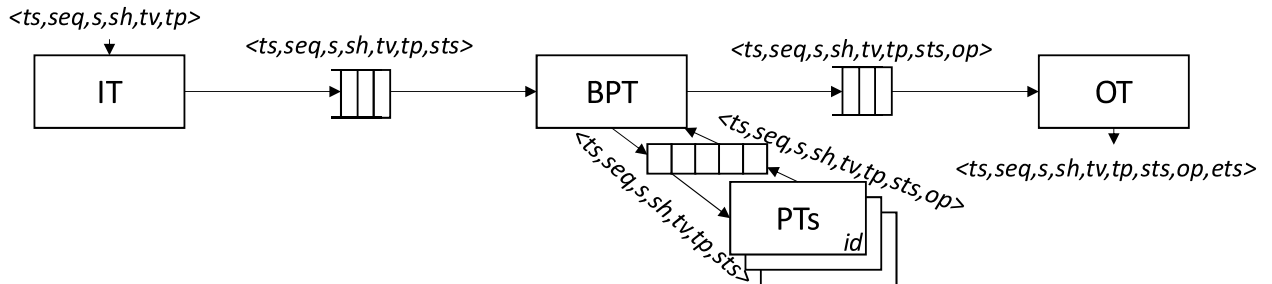 <ts,seq,s,sh,tv,tp>
IT
<ts,seq,s,sh,tv,tp,sts>
BPT
<ts,seq,s,sh,tv,tp,sts,op>
OT
<ts,seq,s,sh,tv,tp,sts,op,ets>
<ts,seq,s,sh,tv,tp,sts>
<ts,seq,s,sh,tv,tp,sts,op>
PTs
id